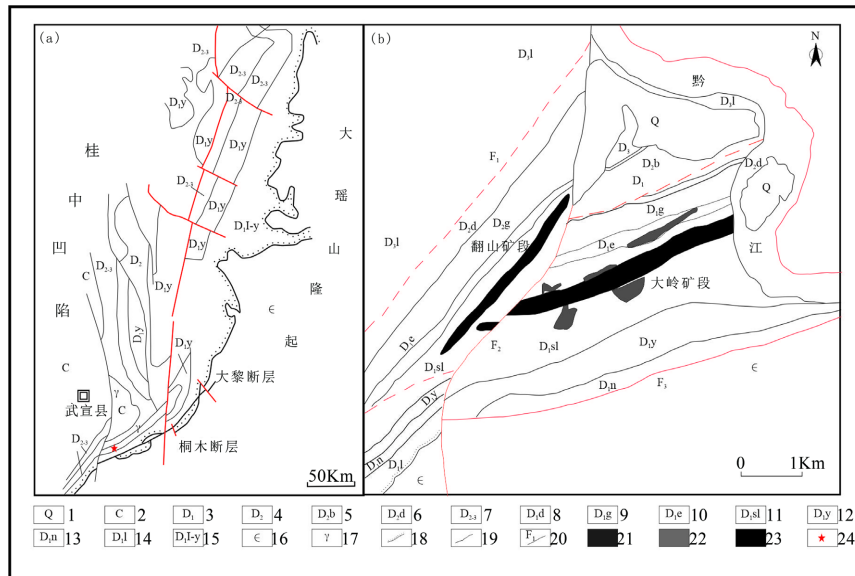 (a)
D₂₋₃
D₂₋₃
D₂₋₃
D₂₋₃
D₁y
D₁y
D₁y
大瑶山隆起
桂中凹陷
D₂₋₃
D₁y
D₁I-y
D₁y
C
D₂₋₃
D₂
D₁y
D₁y
D₁y
∈
C
γ
C
γ
大黎断层
武宣县
D₂₋₃
桐木断层
50Km
(b)
N
D₃l
黔
D₃l
Q
F₁
D₃
D₂b
D₂d
D₁
Q
D₁g
D₂d
D₂g
D₃l
翻山矿段
D₁e
江
大岭矿段
D₁e
F₂
D₁sl
D₁y
D₁sl
∈
D₁y
D₁n
F₃
D₁n
D₁l
∈
0 1Km
Q 1 C 2 D₁ 3 D₂ 4 D₂b 5 D₂d 6 D₂₋₃ 7 D₁d 8 D₁g 9 D₁e 10 D₁sl 11 D₁y 12
D₁n 13 D₁l 14 D₁I-y 15 ∈ 16 γ 17 18 19 F₁ 20 21 22 23 24